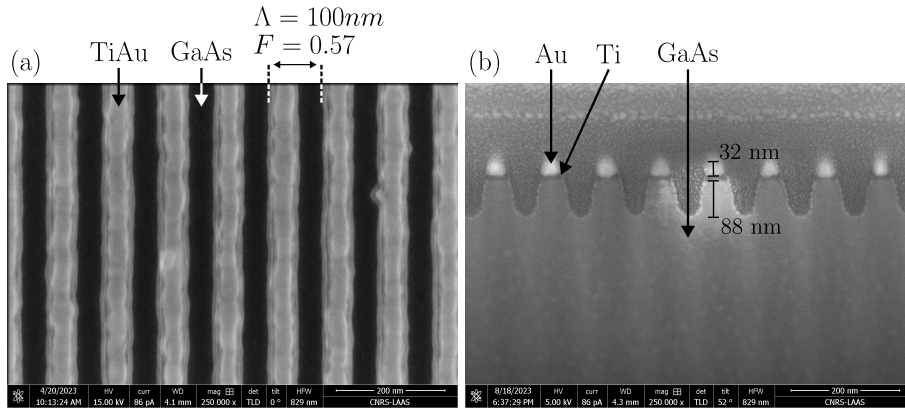 Λ = 100nm
F = 0.57
(a)
TiAu
GaAs
4/20/2023
10:13:24 AM
HV
15.00 kV
curr
86 pA
WD
4.1 mm
mag
250 000 x
det
TLD
tilt
0 °
HFW
829 nm
200 nm
CNRS-LAAS
(b)
Au
Ti
GaAs
32 nm
88 nm
8/18/2023
6:37:29 PM
HV
5.00 kV
curr
86 pA
WD
4.3 mm
mag
250 000 x
det
TLD
tilt
52 °
HFW
829 nm
200 nm
CNRS-LAAS